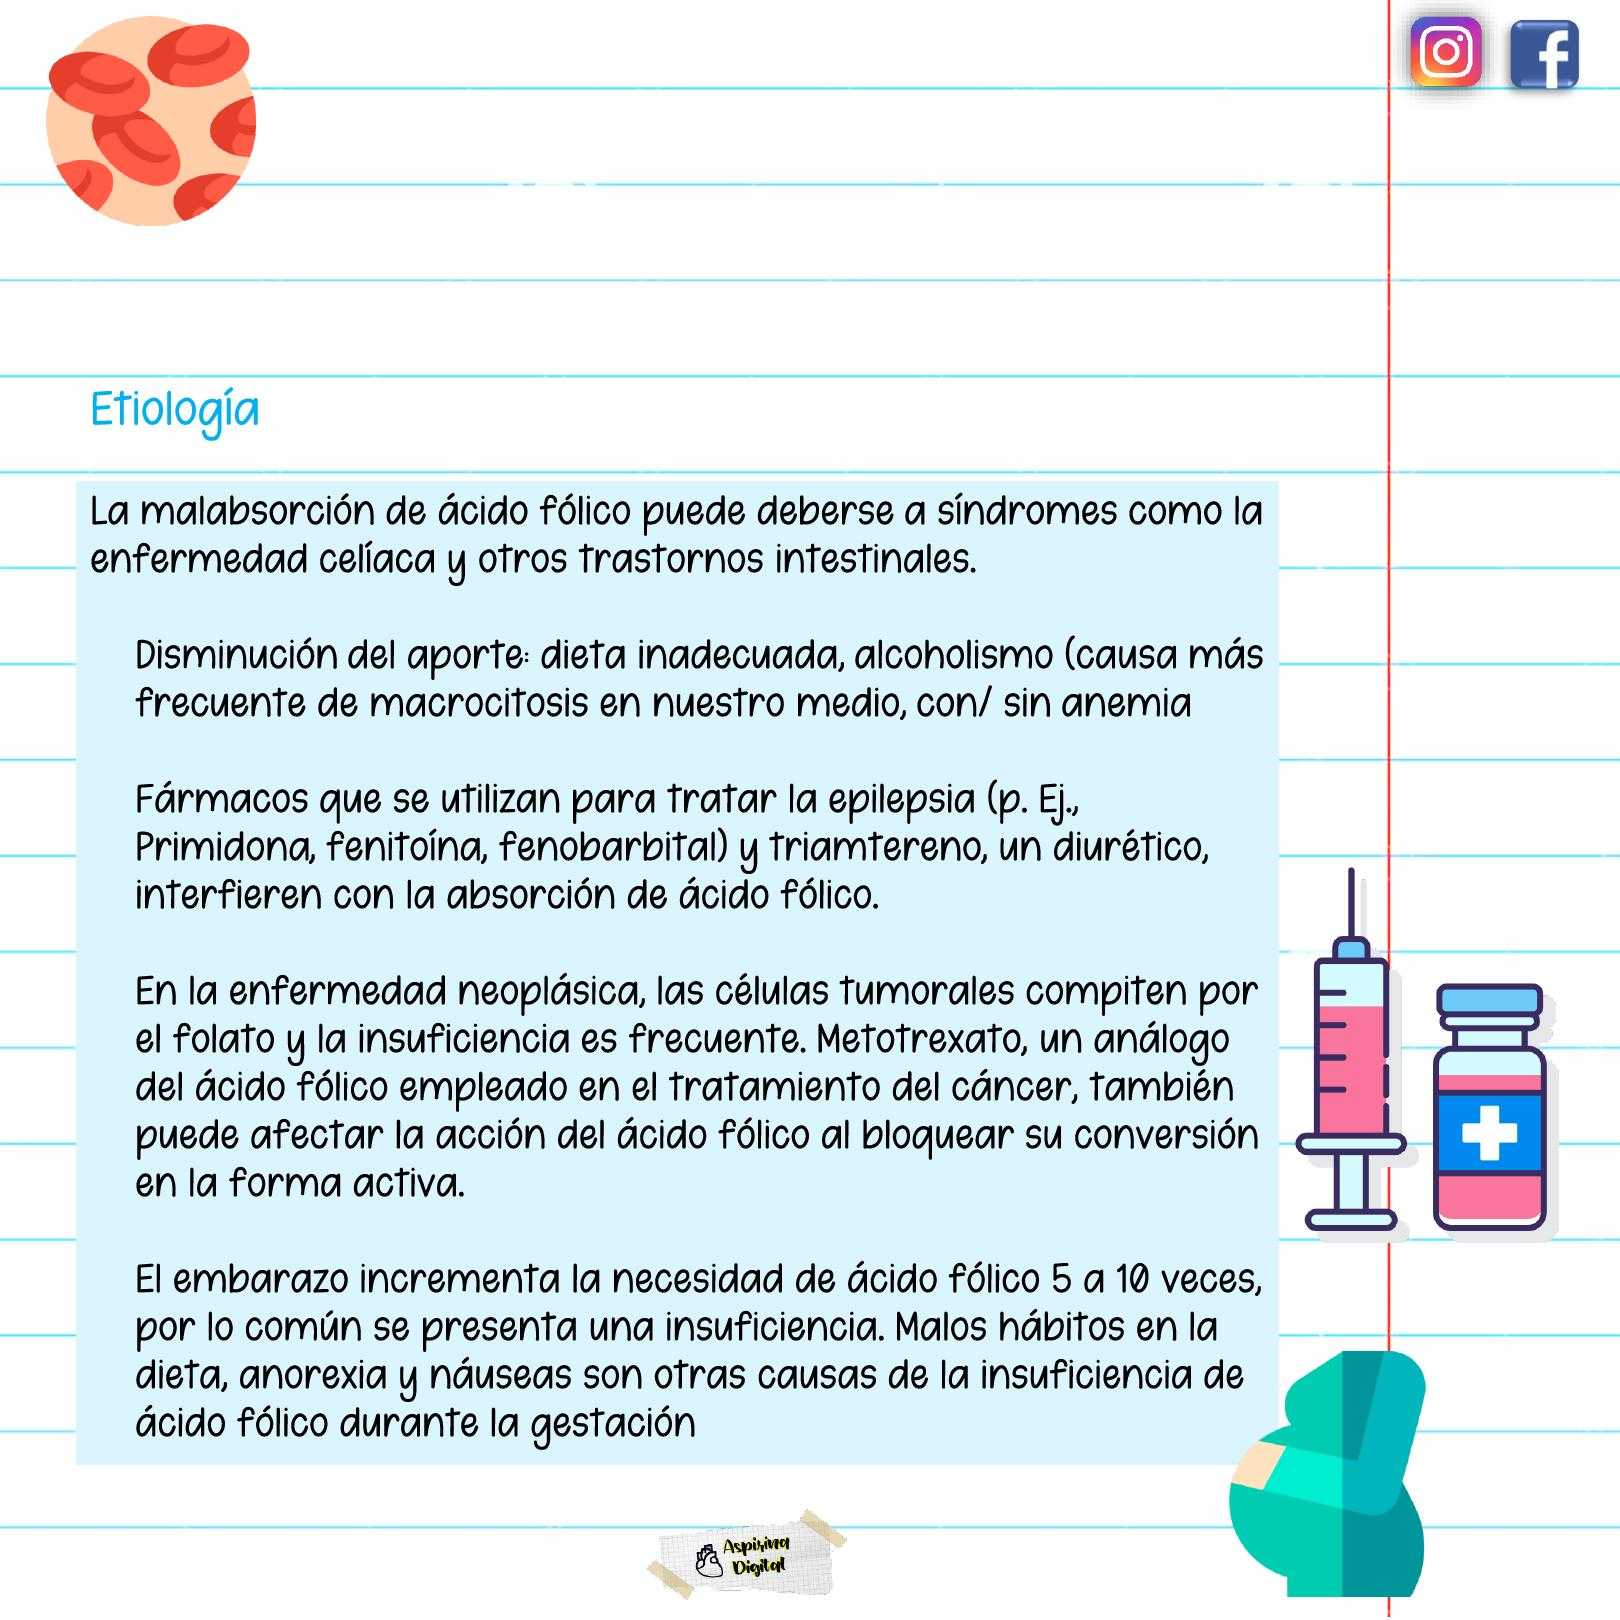 Etiología
La malabsorción de ácido fólico puede deberse a síndromes como la
enfermedad celíaca y otros trastornos intestinales.
Disminución del aporte: dieta inadecuada, alcoholismo (causa más
frecuente de macrocitosis en nuestro medio, con/ sin anemia
Fármacos que se utilizan para tratar la epilepsia (p. Ej.,
Primidona, fenitoína, fenobarbital) y triamtereno, un diurético,
interfieren con la absorción de ácido fólico.
En la enfermedad neoplásica, las células tumorales compiten por
el folato y la insuficiencia es frecuente. Metotrexato, un análogo
del ácido fólico empleado en el tratamiento del cáncer, también
puede afectar la acción del ácido fólico al bloquear su conversión
en la forma activa.
El embarazo incrementa la necesidad de ácido fólico 5 a 10 veces,
por lo común se presenta una insuficiencia. Malos hábitos en la
dieta, anorexia y náuseas son otras causas de la insuficiencia de
ácido fólico durante la gestación
Aspirina
Digital